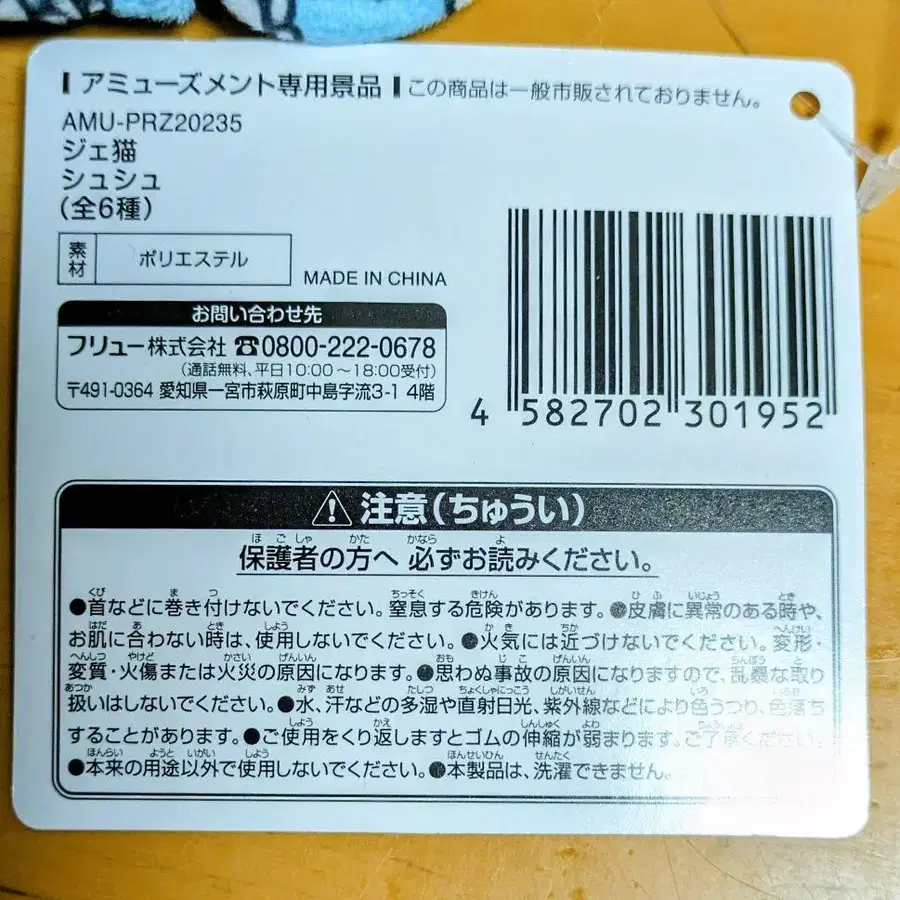 アミューズメント専用景品 この商品は一般市販されておりません。
AMU-PRZ20235
ジェ猫
シュシュ
(全6種)
素材 ポリエステル
MADE IN CHINA
お問い合わせ先
フリュー株式会社 ☎0800-222-0678
(通話無料、平日10:00～18:00受付)
〒491-0364 愛知県一宮市萩原町中島字流3-1 4階
4 582702 301952
⚠ 注意(ちゅうい)
保護者の方へ 必ずお読みください。
●首などに巻き付けないでください。窒息する危険があります。●皮膚に異常のある時や、
お肌に合わない時は、使用しないでください。●火気には近づけないでください。変形・
変質・火傷または火災の原因になります。●思わぬ事故の原因になりますので、乱暴な取り
扱いはしないでください。●水、汗などの多湿や直射日光、紫外線などにより色うつり、色落ち
することがあります。●ご使用をくり返しますとゴムの伸縮が弱まります。ご了承ください。
●本来の用途以外で使用しないでください。●本製品は、洗濯できません。